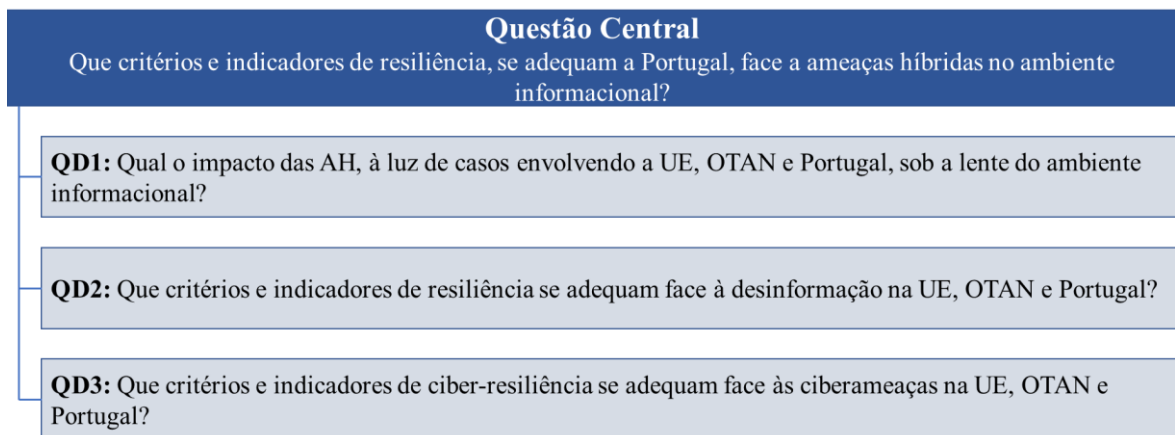 Questão Central
Que critérios e indicadores de resiliência, se adequam a Portugal, face a ameaças híbridas no ambiente
informacional?
QD1: Qual o impacto das AH, à luz de casos envolvendo a UE, OTAN e Portugal, sob a lente do ambiente
informacional?
QD2: Que critérios e indicadores de resiliência se adequam face à desinformação na UE, OTAN e Portugal?
QD3: Que critérios e indicadores de ciber-resiliência se adequam face às ciberameaças na UE, OTAN e
Portugal?